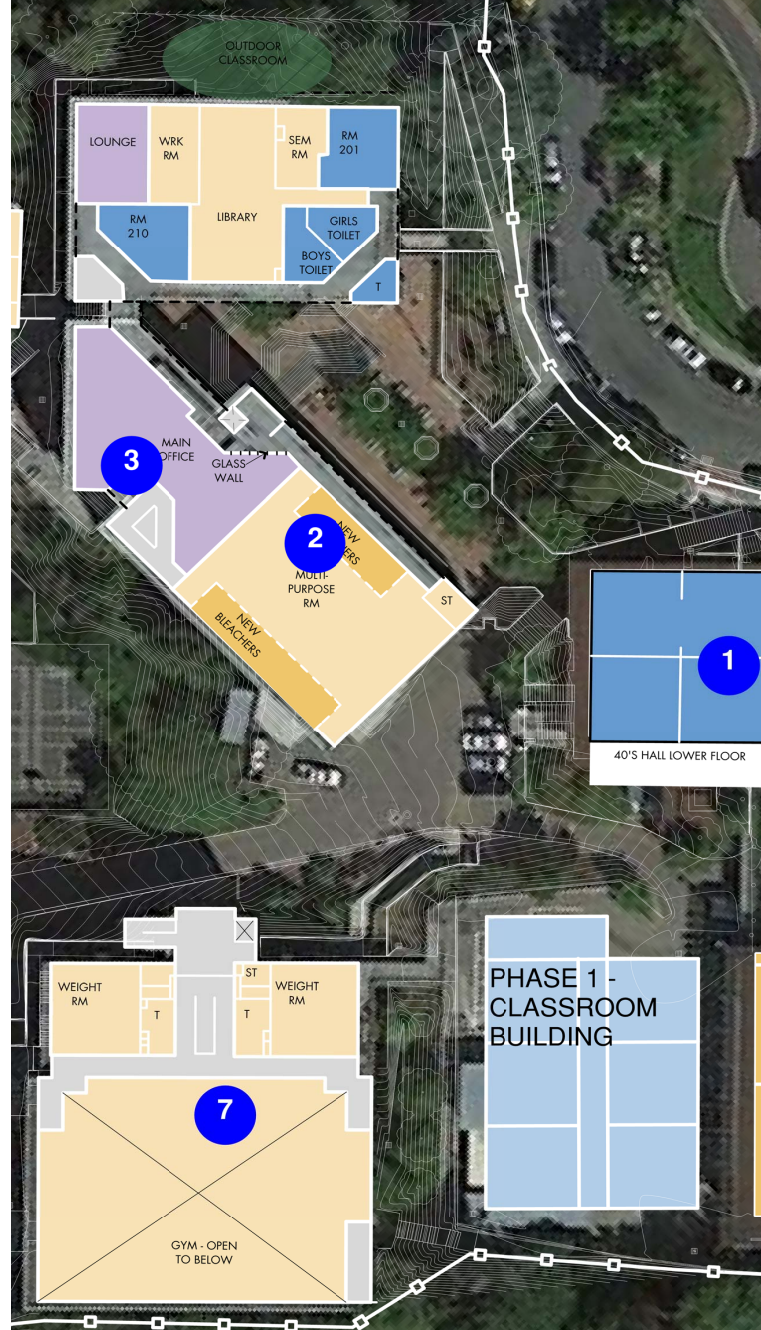 OUTDOOR
CLASSROOM
LOUNGE
WRK
RM
SEM
RM
RM
201
RM
210
LIBRARY
GIRLS
TOILET
BOYS
TOILET
T
MAIN
OFFICE
3
GLASS
WALL
NEW
2
MULTI-
PURPOSE
RM
NEW
BLEACHERS
ST
1
40'S HALL LOWER FLOOR
WEIGHT
RM
ST
T
T
WEIGHT
RM
PHASE 1 -
CLASSROOM
BUILDING
7
GYM - OPEN
TO BELOW